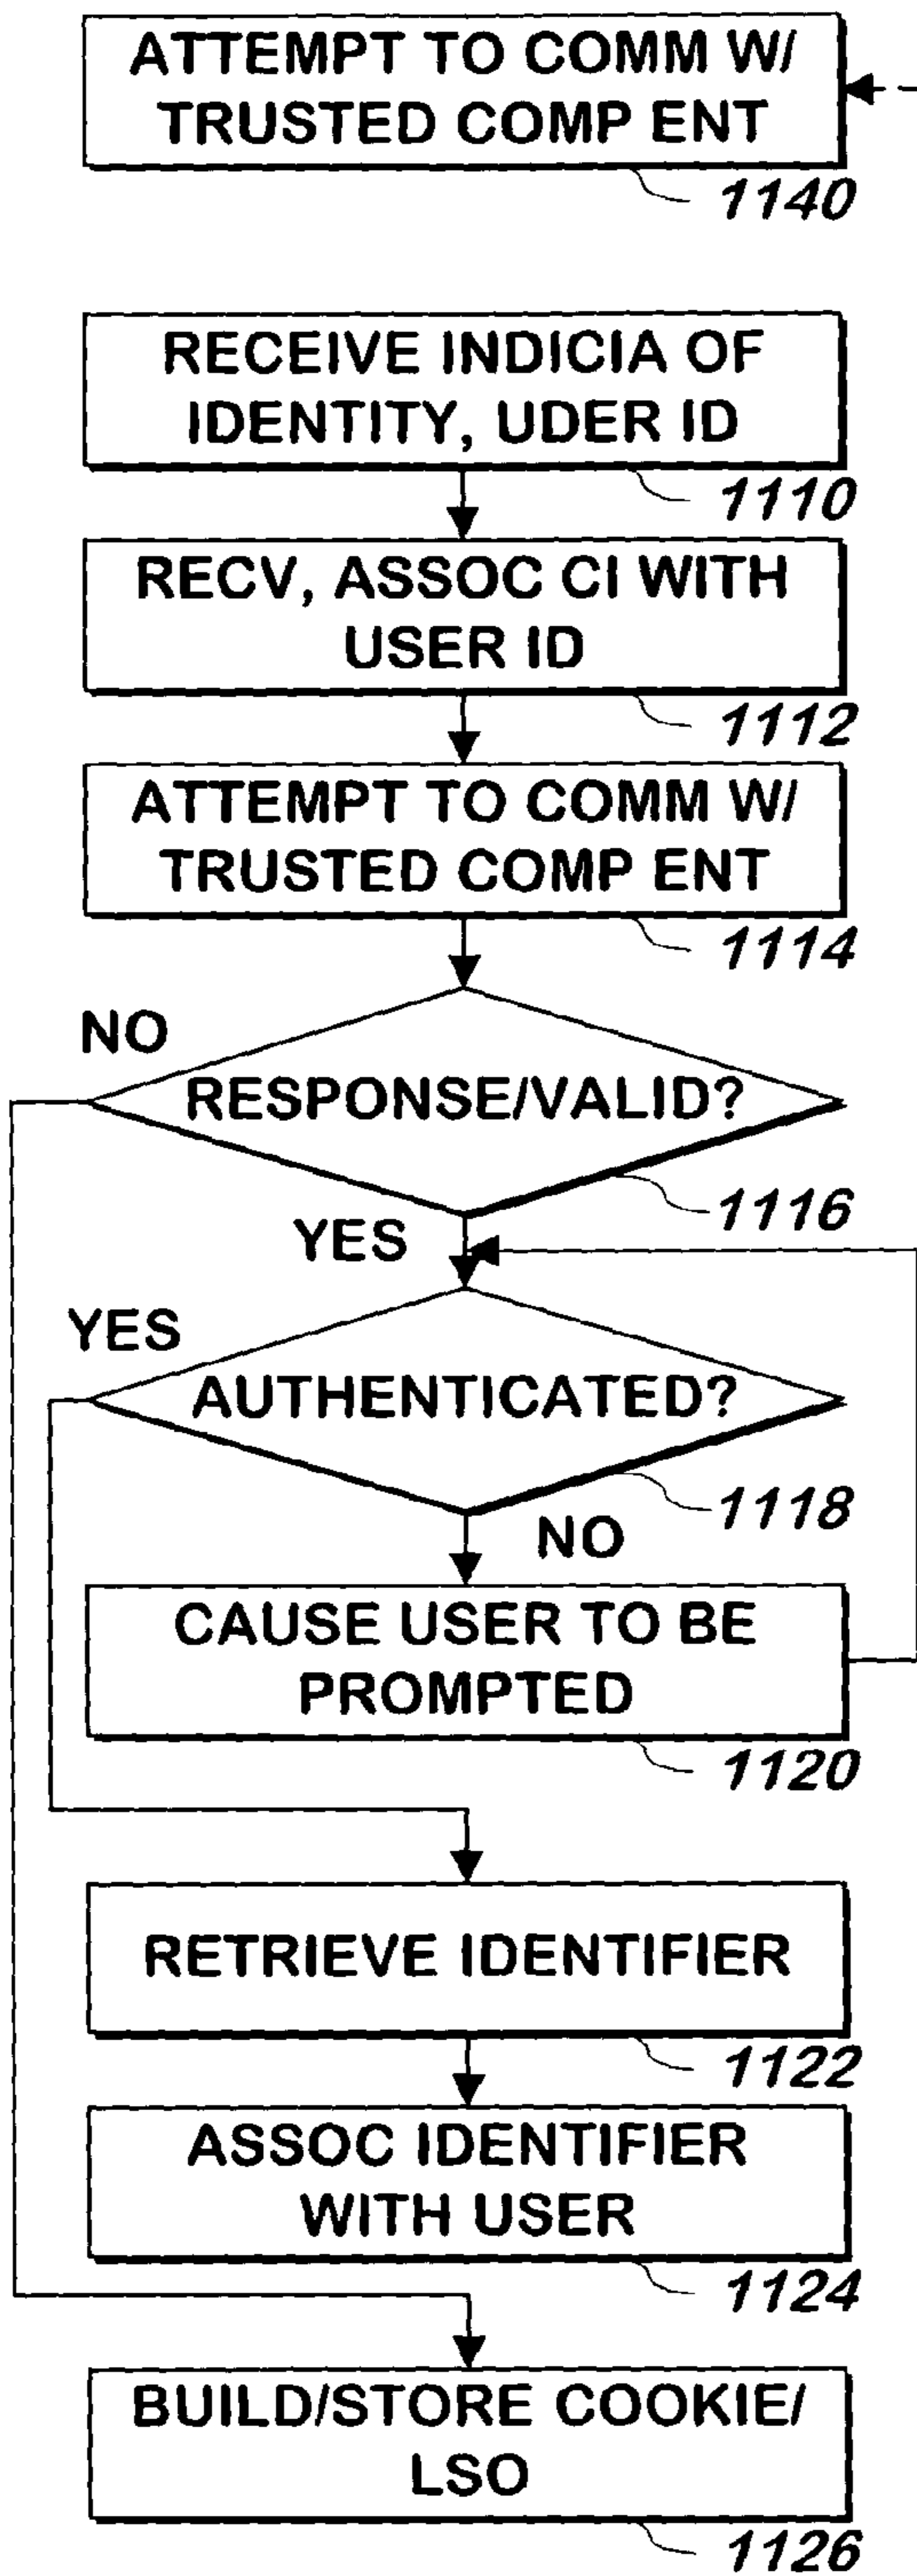 ATTEMPT TO COMM W/
TRUSTED COMP ENT
1140
RECEIVE INDICIA OF
IDENTITY, UDER ID
1110
RECV, ASSOC CI WITH
USER ID
1112
ATTEMPT TO COMM W/
TRUSTED COMP ENT
1114
NO
RESPONSE/VALID?
1116
YES
YES
AUTHENTICATED?
1118
NO
CAUSE USER TO BE
PROMPTED
1120
RETRIEVE IDENTIFIER
1122
ASSOC IDENTIFIER
WITH USER
1124
BUILD/STORE COOKIE/
LSO
1126